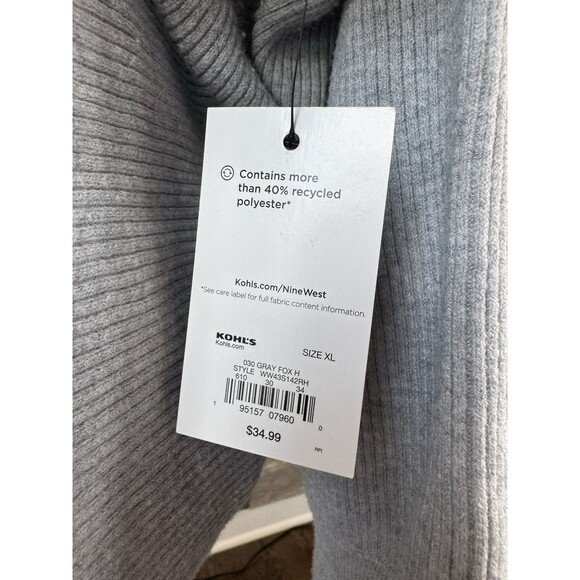 Contains more
than 40% recycled
polyester*
Kohls.com/NineWest
*See care label for full fabric content information.
KOHL'S
Kohls.com
SIZE XL
030 GRAY FOX H
STYLE WW43S142RH
610 30 34
1 95157 07960 0
$34.99
RPI